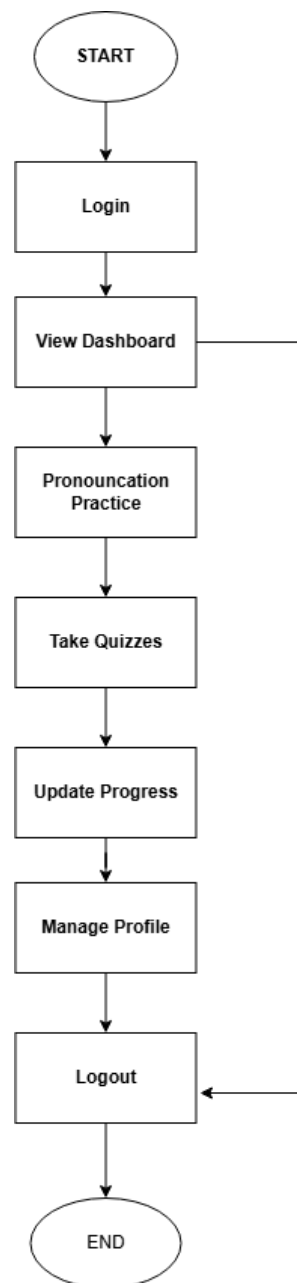 START
Login
View Dashboard
Pronouncation
Practice
Take Quizzes
Update Progress
Manage Profile
Logout
END